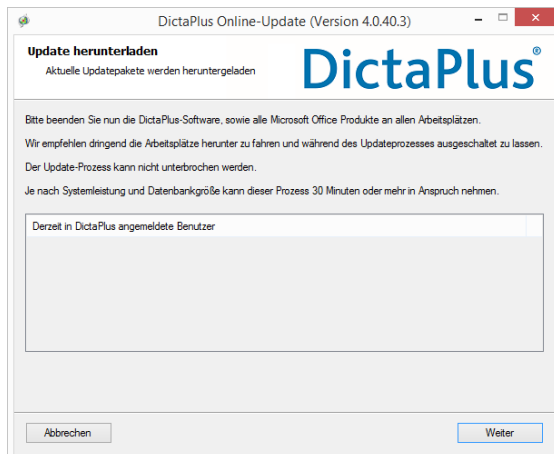 DictaPlus Online-Update (Version 4.0.40.3)
Update herunterladen
Aktuelle Updatepakete werden heruntergeladen
DictaPlus®
Bitte beenden Sie nun die DictaPlus-Software, sowie alle Microsoft Office Produkte an allen Arbeitsplätzen.
Wir empfehlen dringend die Arbeitsplätze herunter zu fahren und während des Updateprozesses ausgeschaltet zu lassen.
Der Update-Prozess kann nicht unterbrochen werden.
Je nach Systemleistung und Datenbankgröße kann dieser Prozess 30 Minuten oder mehr in Anspruch nehmen.
Derzeit in DictaPlus angemeldete Benutzer
Abbrechen
Weiter